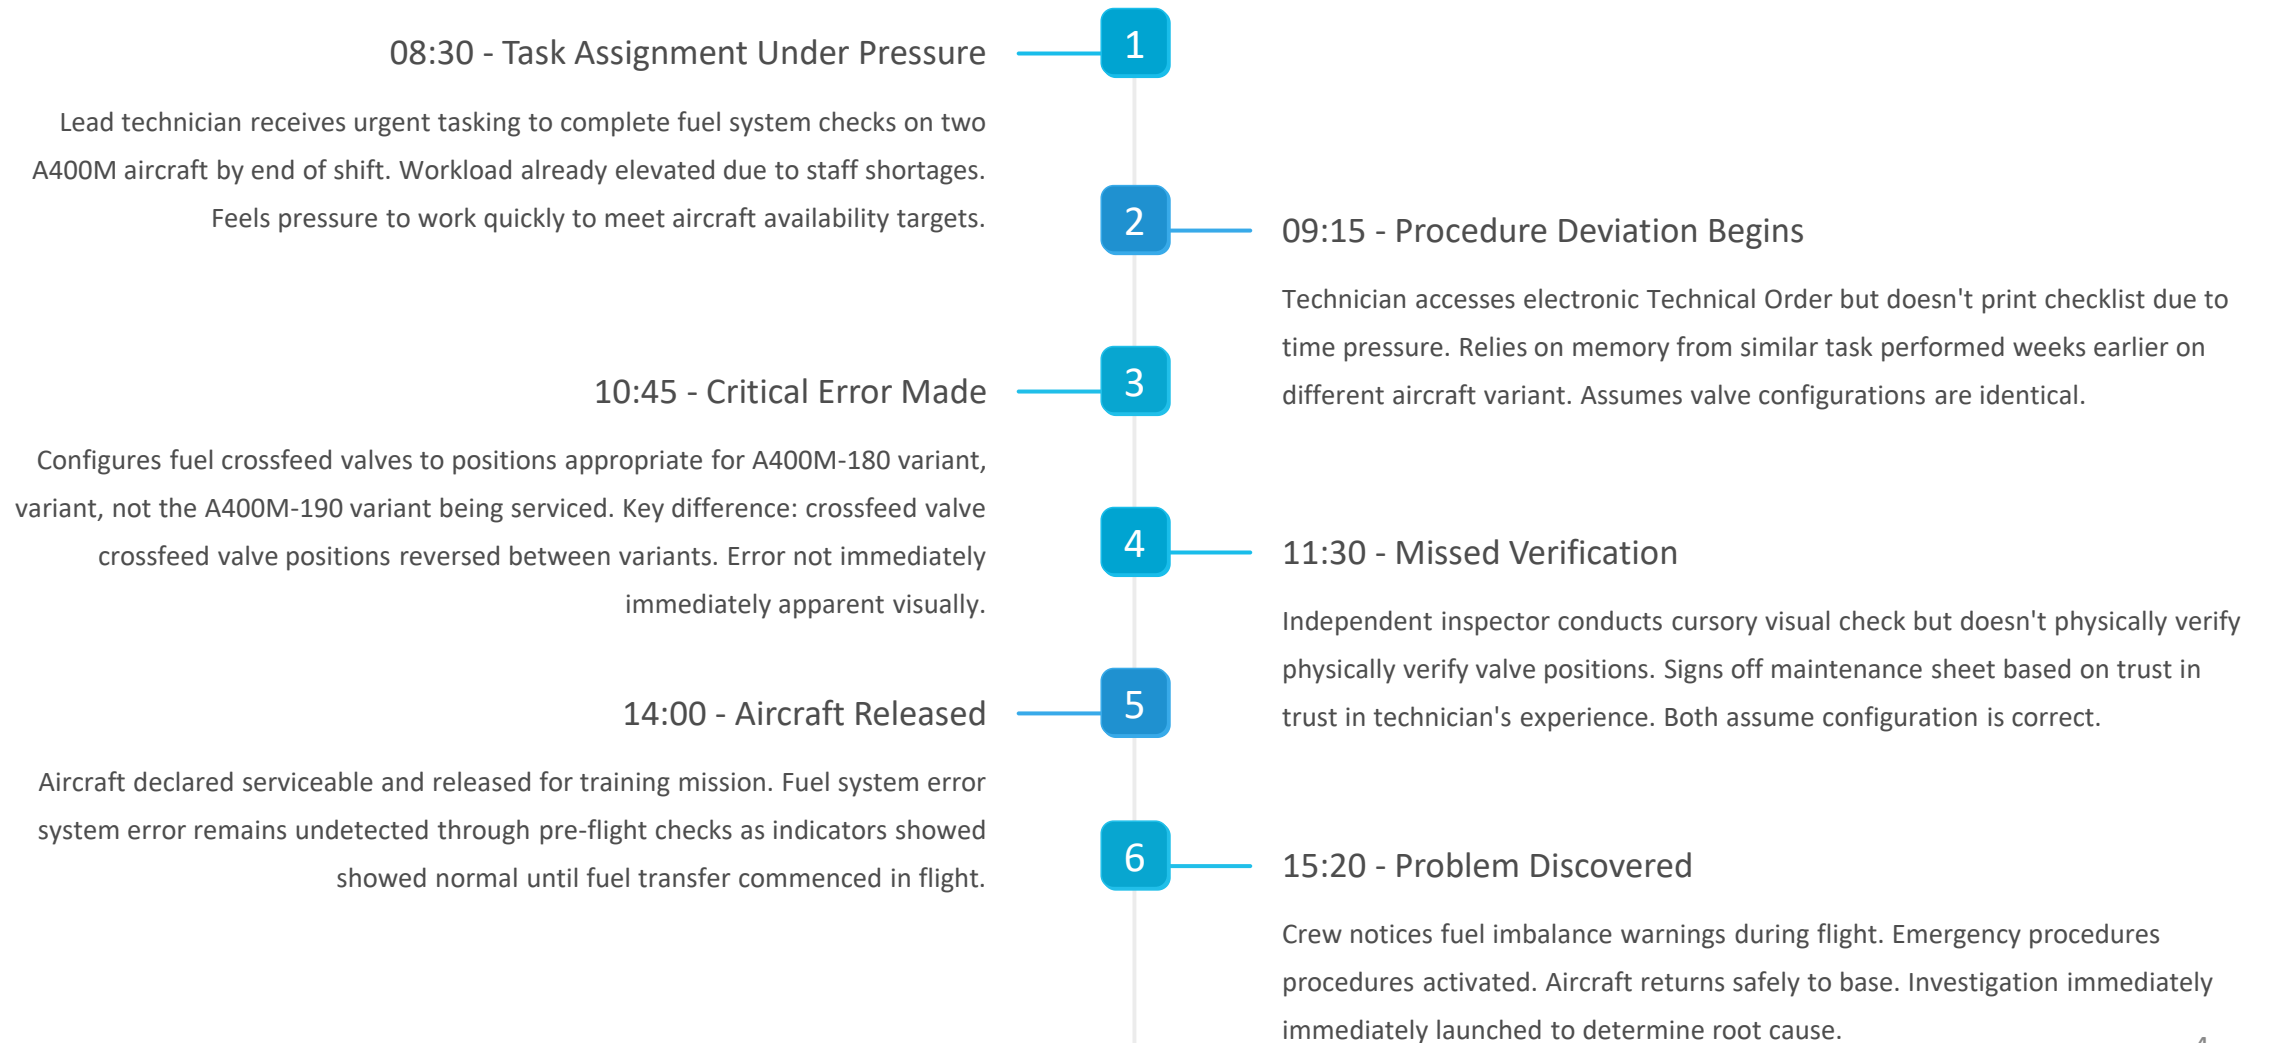 1
08:30 - Task Assignment Under Pressure
Lead technician receives urgent tasking to complete fuel system checks on two
A400M aircraft by end of shift. Workload already elevated due to staff shortages.
Feels pressure to work quickly to meet aircraft availability targets.
2
09:15 - Procedure Deviation Begins
Technician accesses electronic Technical Order but doesn't print checklist due to
time pressure. Relies on memory from similar task performed weeks earlier on
different aircraft variant. Assumes valve configurations are identical.
3
10:45 - Critical Error Made
Configures fuel crossfeed valves to positions appropriate for A400M-180 variant,
variant, not the A400M-190 variant being serviced. Key difference: crossfeed valve
crossfeed valve positions reversed between variants. Error not immediately
immediately apparent visually.
4
11:30 - Missed Verification
Independent inspector conducts cursory visual check but doesn't physically verify
physically verify valve positions. Signs off maintenance sheet based on trust in
trust in technician's experience. Both assume configuration is correct.
5
14:00 - Aircraft Released
Aircraft declared serviceable and released for training mission. Fuel system error
system error remains undetected through pre-flight checks as indicators showed
showed normal until fuel transfer commenced in flight.
6
15:20 - Problem Discovered
Crew notices fuel imbalance warnings during flight. Emergency procedures
procedures activated. Aircraft returns safely to base. Investigation immediately
immediately launched to determine root cause.